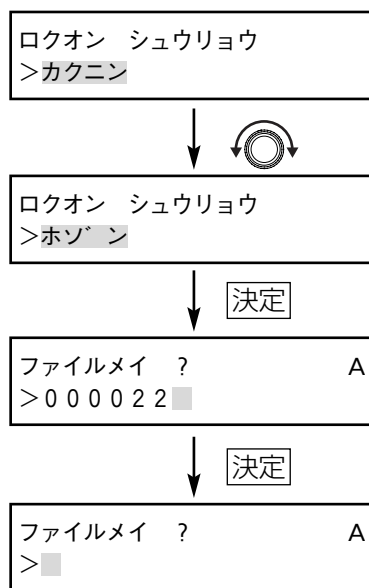 ロクオン　シュウリョウ
＞カクニン
ロクオン　シュウリョウ
＞ホゾン
決定
ファイルメイ　?　A
＞000022
決定
ファイルメイ　?　A
＞